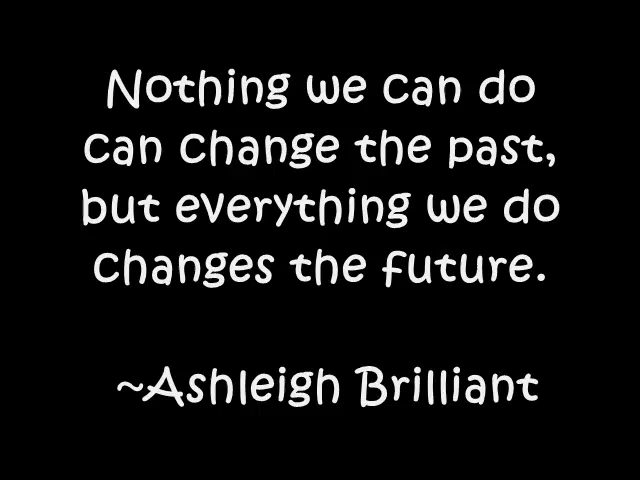 Nothing we can do
can change the past,
but everything we do
changes the future.
~Ashleigh Brilliant